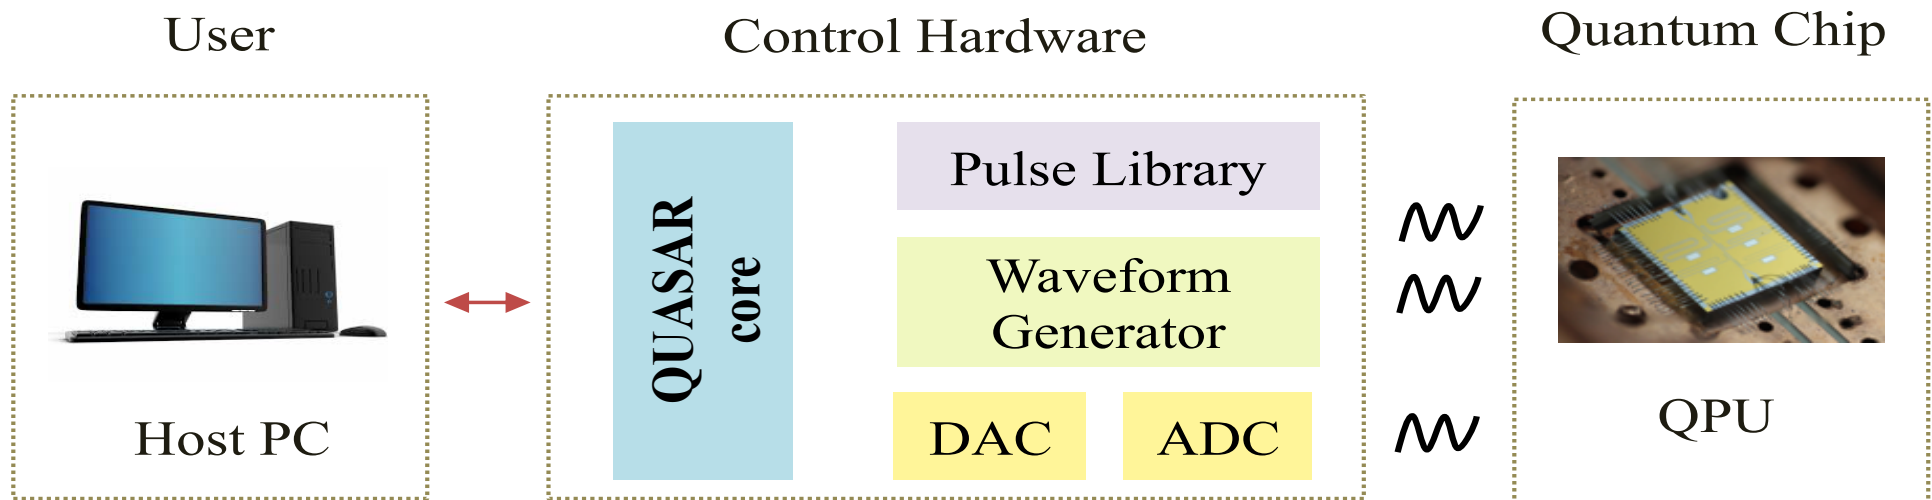 User
Control Hardware
Quantum Chip
Host PC
QUASAR
core
Pulse Library
Waveform
Generator
DAC
ADC
QPU